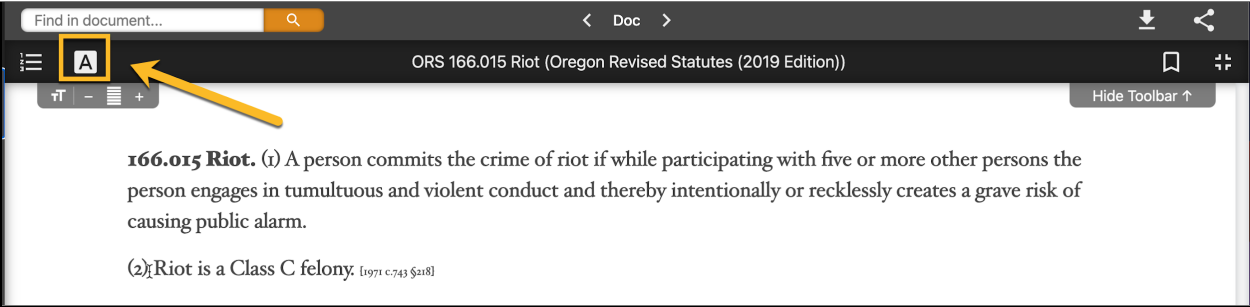 Find in document...
Doc
A
ORS 166.015 Riot (Oregon Revised Statutes (2019 Edition))
TT
Hide Toolbar ↑
166.015 Riot. (1) A person commits the crime of riot if while participating with five or more other persons the
person engages in tumultuous and violent conduct and thereby intentionally or recklessly creates a grave risk of
causing public alarm.
(2) Riot is a Class C felony. [1971 c.743 §218]